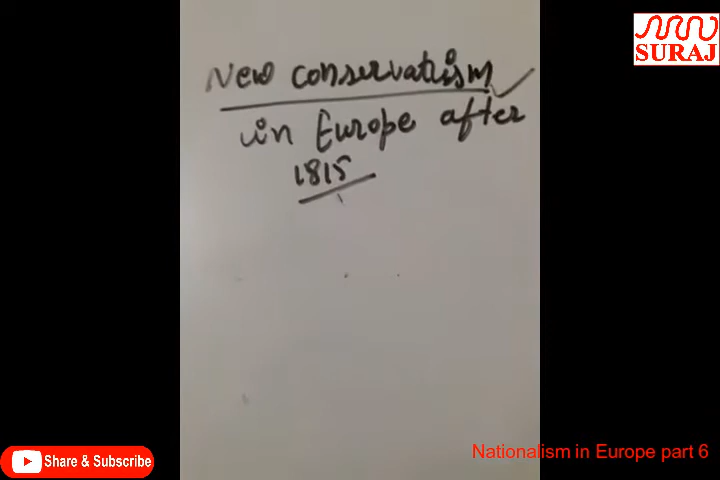 SURAJ
New conservatism
in Europe after
1815
Nationalism in Europe part 6
Share & Subscribe